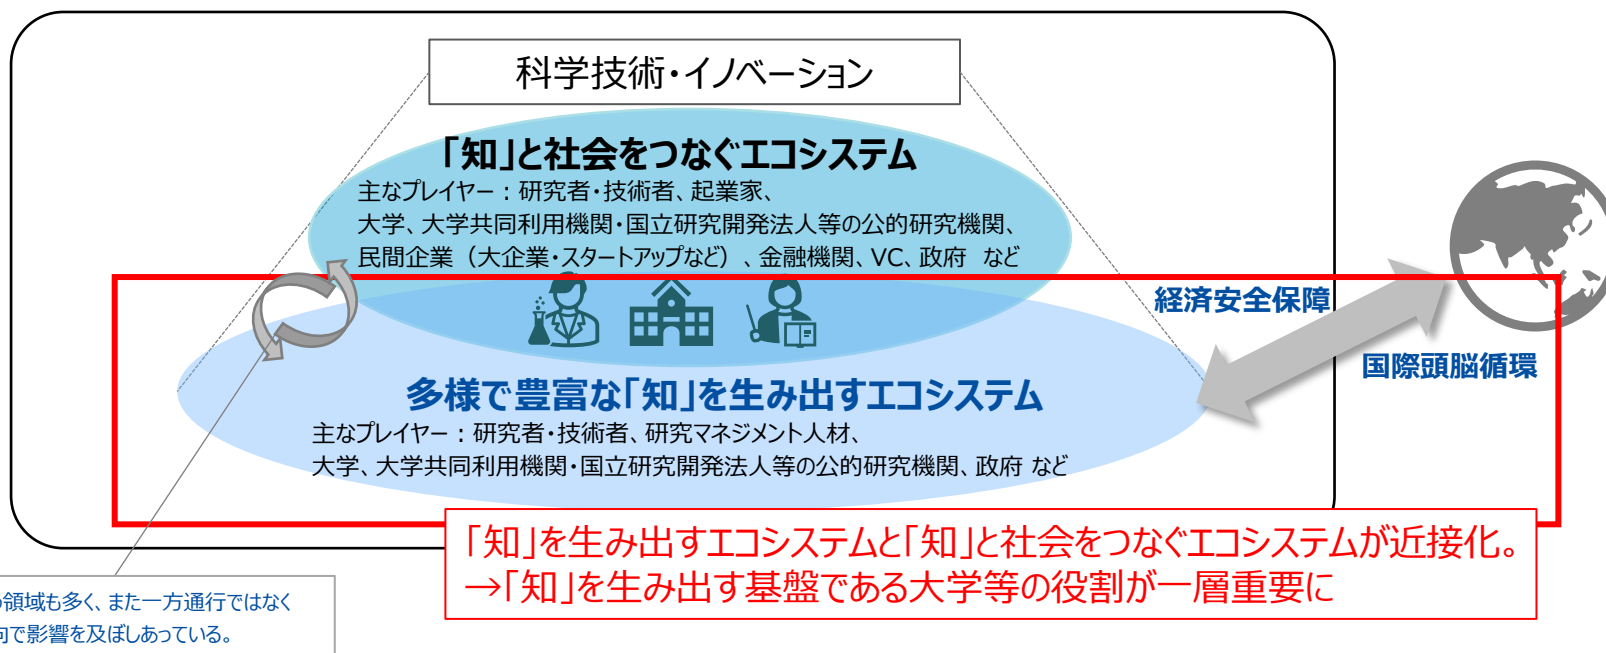 科学技術・イノベーション
「知」と社会をつなぐエコシステム
主なプレイヤー：研究者・技術者、起業家、
大学、大学共同利用機関・国立研究開発法人等の公的研究機関、
民間企業（大企業・スタートアップなど）、金融機関、VC、政府 など
経済安全保障
国際頭脳循環
多様で豊富な「知」を生み出すエコシステム
主なプレイヤー：研究者・技術者、研究マネジメント人材、
大学、大学共同利用機関・国立研究開発法人等の公的研究機関、政府 など
「知」を生み出すエコシステムと「知」と社会をつなぐエコシステムが近接化。
→「知」を生み出す基盤である大学等の役割が一層重要に
領域も多く、また一方通行ではなく
で影響を及ぼしあっている。